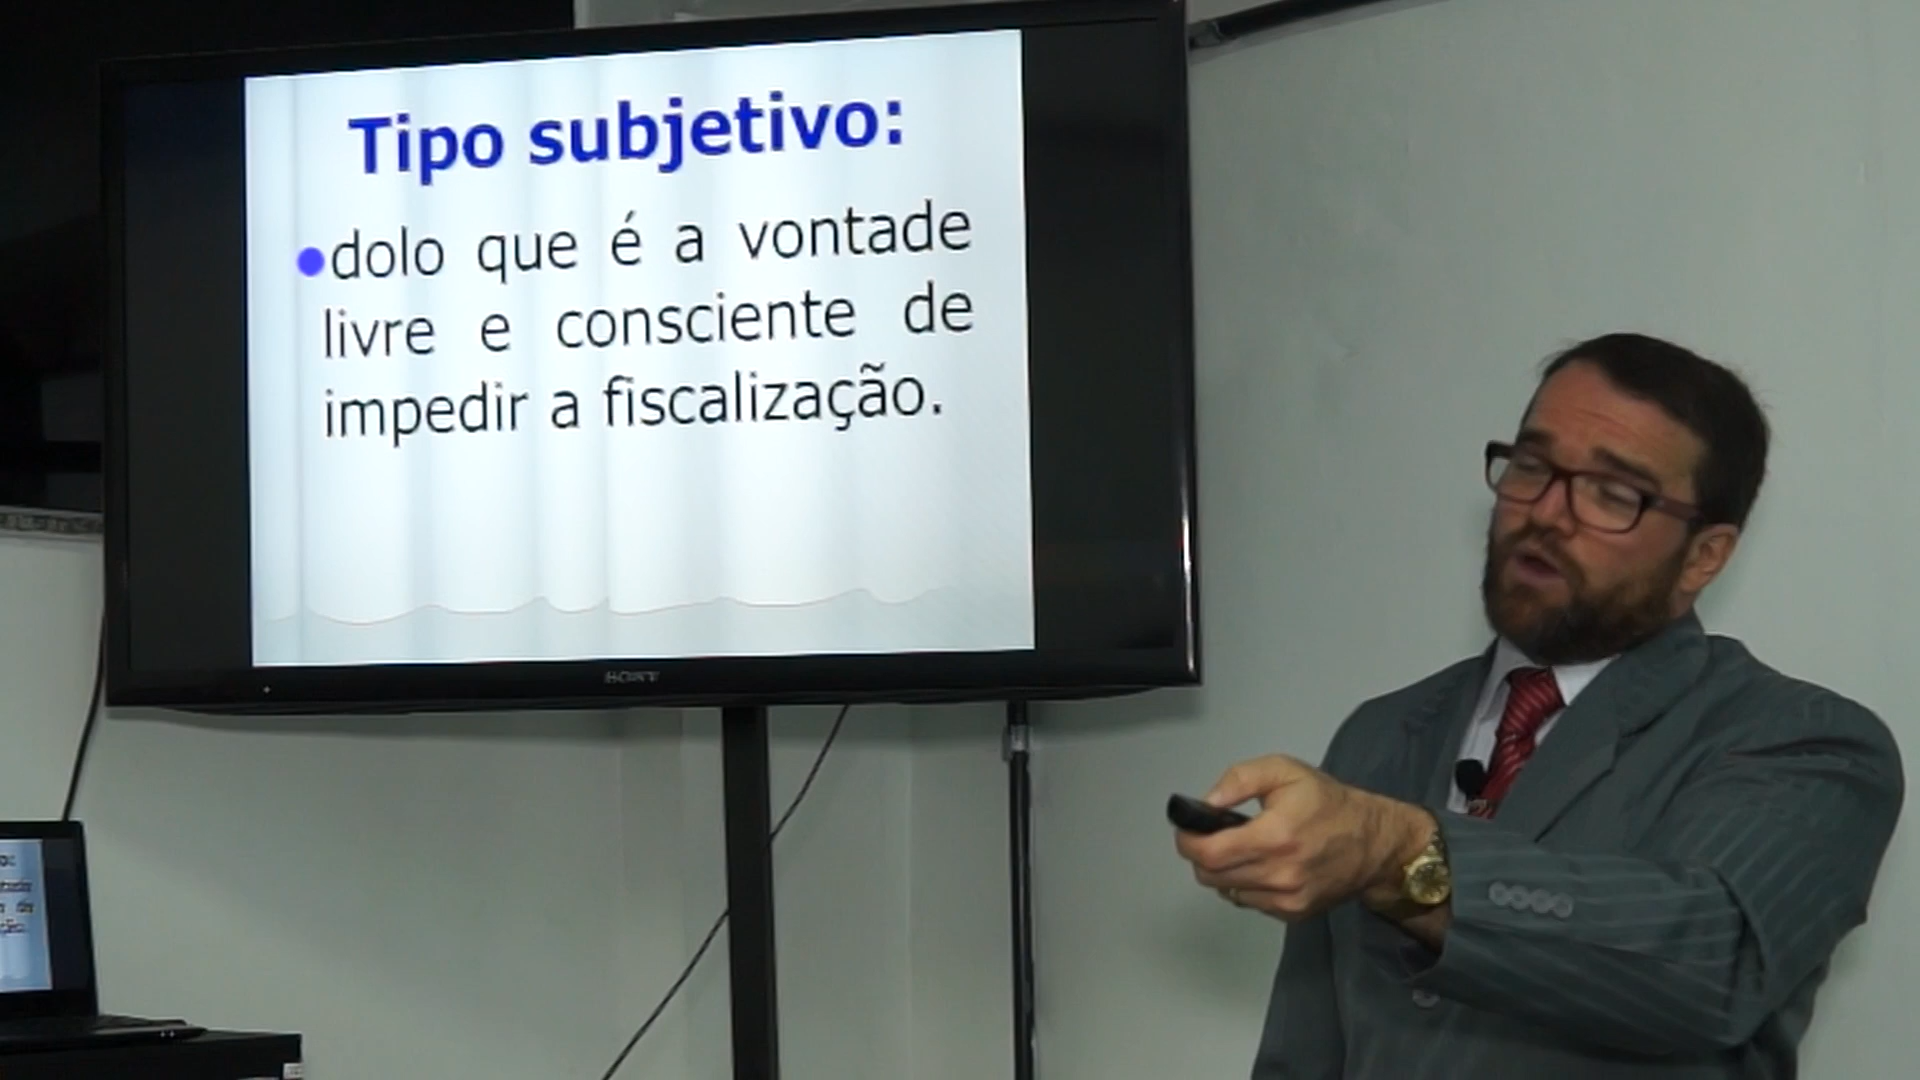 Tipo subjetivo:
dolo que é a vontade
livre e consciente de
impedir a fiscalização.
SONY